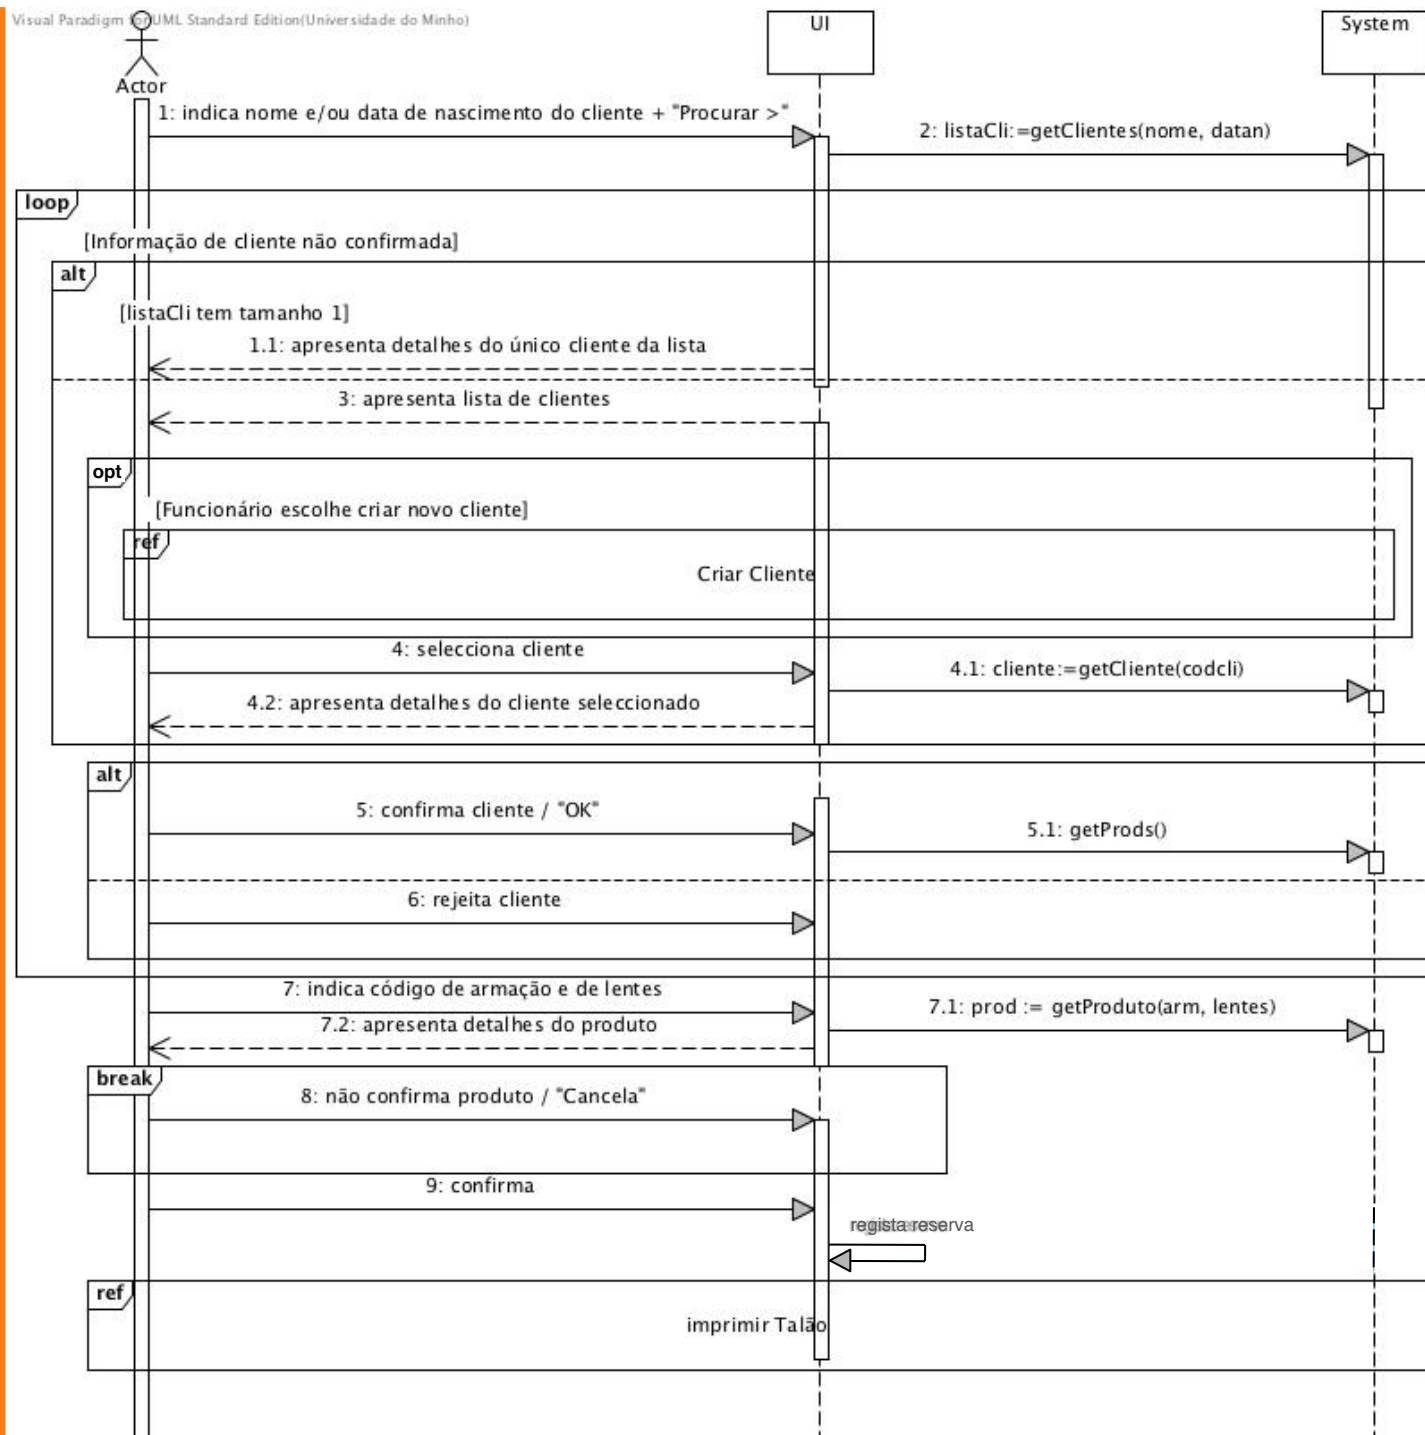 Visual Paradigm for UML Standard Edition(Universidade do Minho)
UI
System
Actor
1: indica nome e/ou data de nascimento do cliente + "Procurar >"
2: listaCli:=getClientes(nome, datan)
loop
[Informação de cliente não confirmada]
alt
[listaCli tem tamanho 1]
1.1: apresenta detalhes do único cliente da lista
3: apresenta lista de clientes
opt
[Funcionário escolhe criar novo cliente]
ref
Criar Cliente
4: selecciona cliente
4.1: cliente:=getCliente(codcli)
4.2: apresenta detalhes do cliente seleccionado
alt
5: confirma cliente / "OK"
5.1: getProds()
6: rejeita cliente
7: indica código de armação e de lentes
7.1: prod := getProduto(arm, lentes)
7.2: apresenta detalhes do produto
break
8: não confirma produto / "Cancela"
9: confirma
regista reserva
ref
imprimir Talão